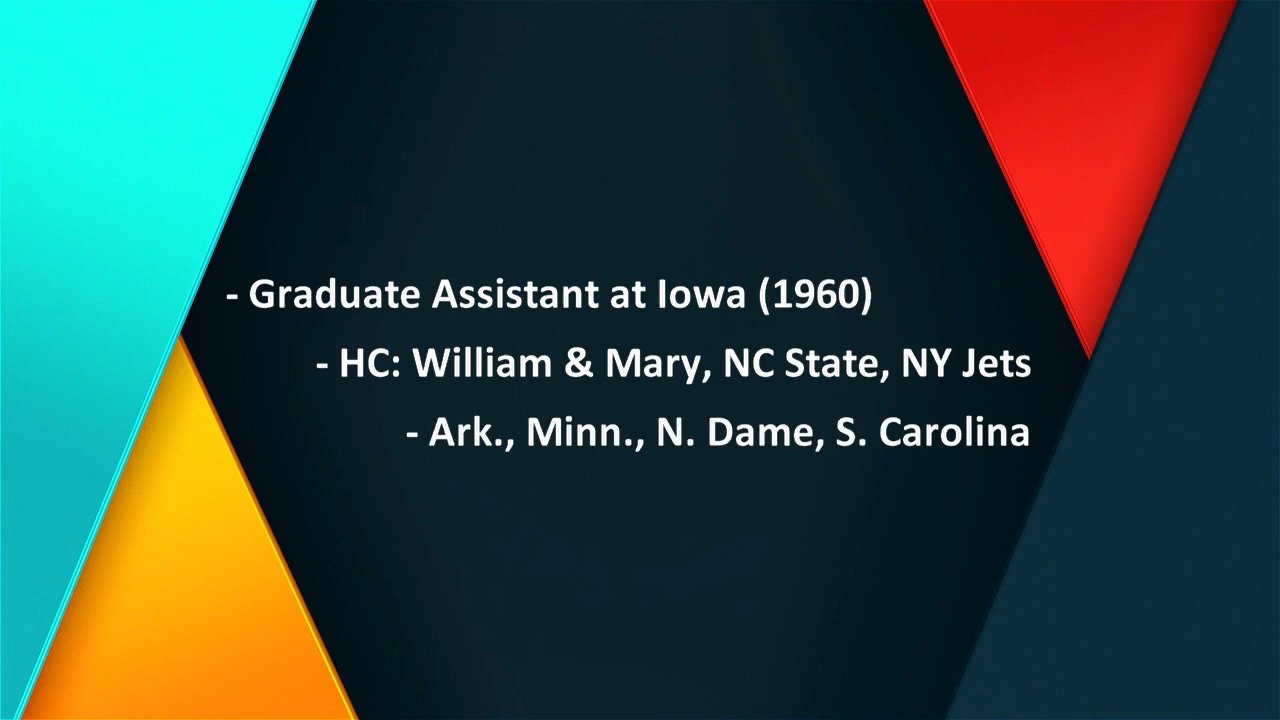 - Graduate Assistant at Iowa (1960)
- HC: William & Mary, NC State, NY Jets
- Ark., Minn., N. Dame, S. Carolina